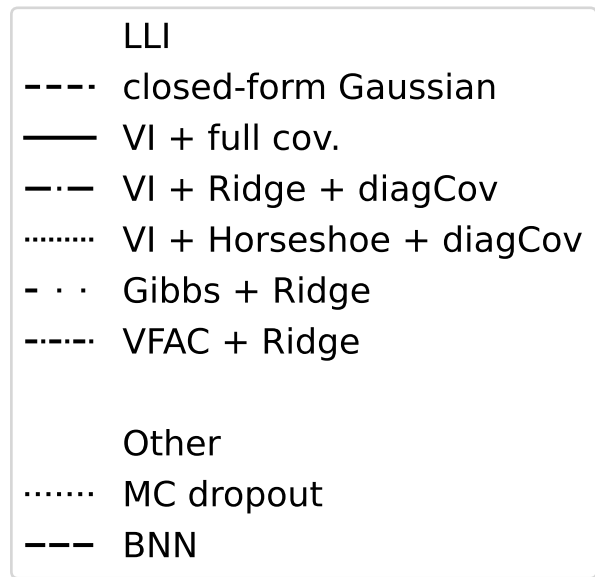 LLI
closed-form Gaussian
VI + full cov.
VI + Ridge + diagCov
VI + Horseshoe + diagCov
Gibbs + Ridge
VFAC + Ridge
Other
MC dropout
BNN